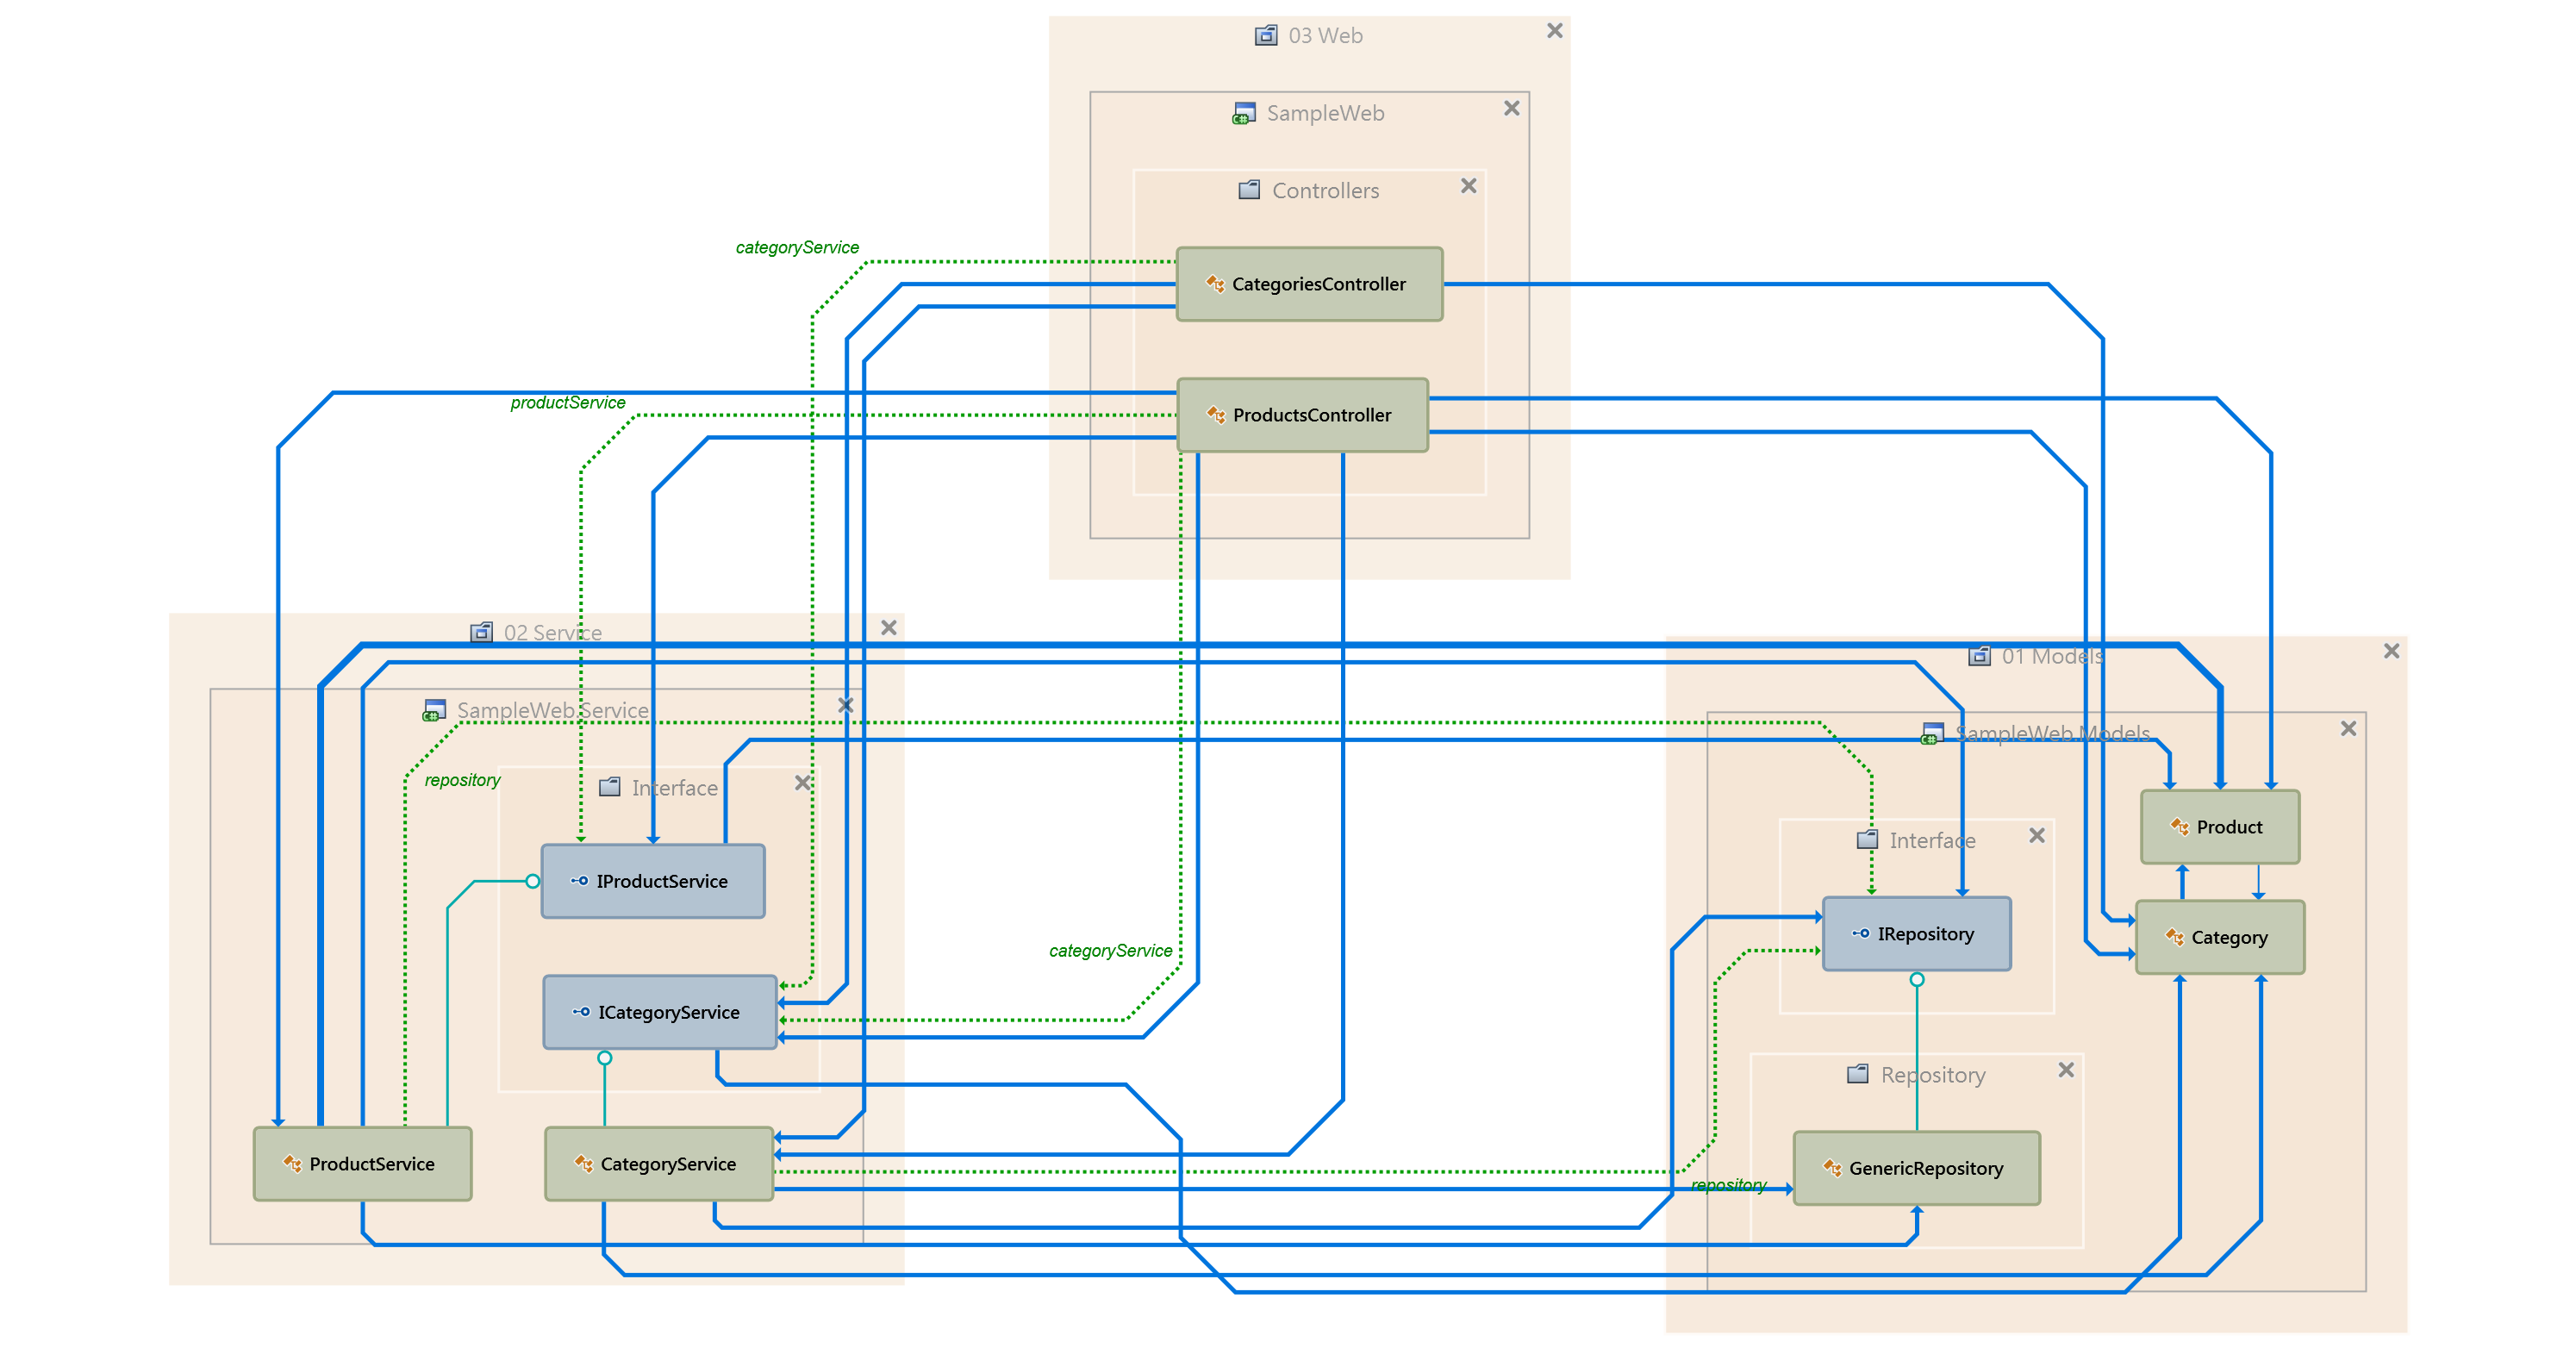 03 Web
SampleWeb
Controllers
categoryService
CategoriesController
productService
ProductsController
02 Service
01 Models
SampleWeb.Service
SampleWeb.Models
repository
Interface
Product
Interface
IProductService
IRepository
Category
categoryService
ICategoryService
Repository
ProductService
CategoryService
GenericRepository
repository